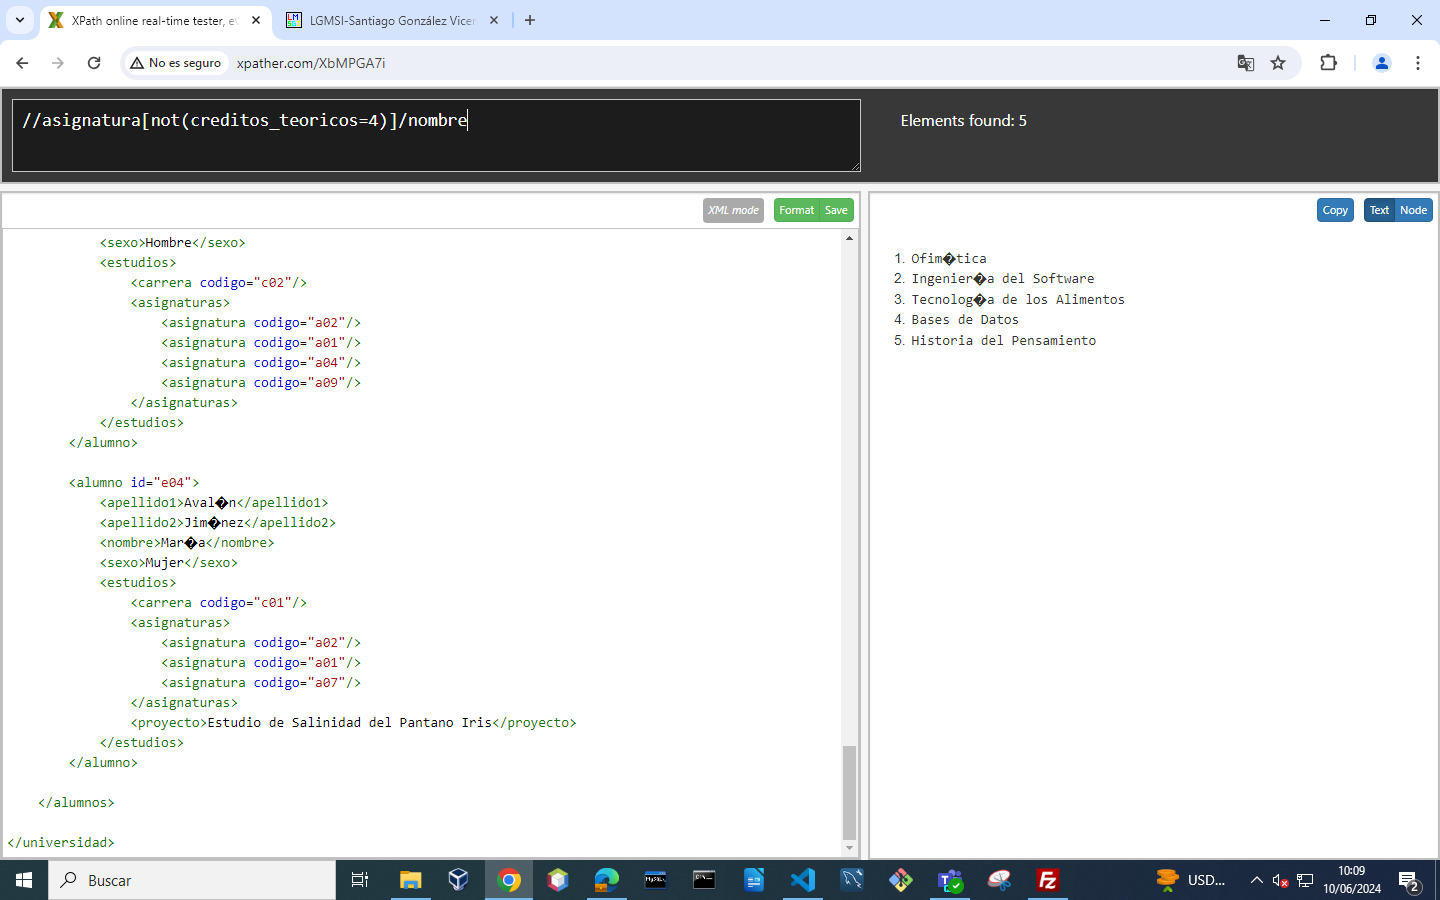 XPath online real-time tester, ev
LGMSI-Santiago González Vicen
No es seguro
xpather.com/XbMPGA7i
//asignatura[not(creditos_teoricos=4)]/nombre
Elements found: 5
XML mode
Format
Save
Copy
Text
Node
<sexo>Hombre</sexo>
<estudios>
<carrera codigo="c02"/>
<asignaturas>
<asignatura codigo="a02"/>
<asignatura codigo="a01"/>
<asignatura codigo="a04"/>
<asignatura codigo="a09"/>
</asignaturas>
</estudios>
</alumno>
<alumno id="e04">
<apellido1>Aval�n</apellido1>
<apellido2>Jim�nez</apellido2>
<nombre>Mar�a</nombre>
<sexo>Mujer</sexo>
<estudios>
<carrera codigo="c01"/>
<asignaturas>
<asignatura codigo="a02"/>
<asignatura codigo="a01"/>
<asignatura codigo="a07"/>
</asignaturas>
<proyecto>Estudio de Salinidad del Pantano Iris</proyecto>
</estudios>
</alumno>
</alumnos>
</universidad>
1. Ofim�tica
2. Ingenier�a del Software
3. Tecnolog�a de los Alimentos
4. Bases de Datos
5. Historia del Pensamiento
Buscar
USD...
10:09
10/06/2024
2